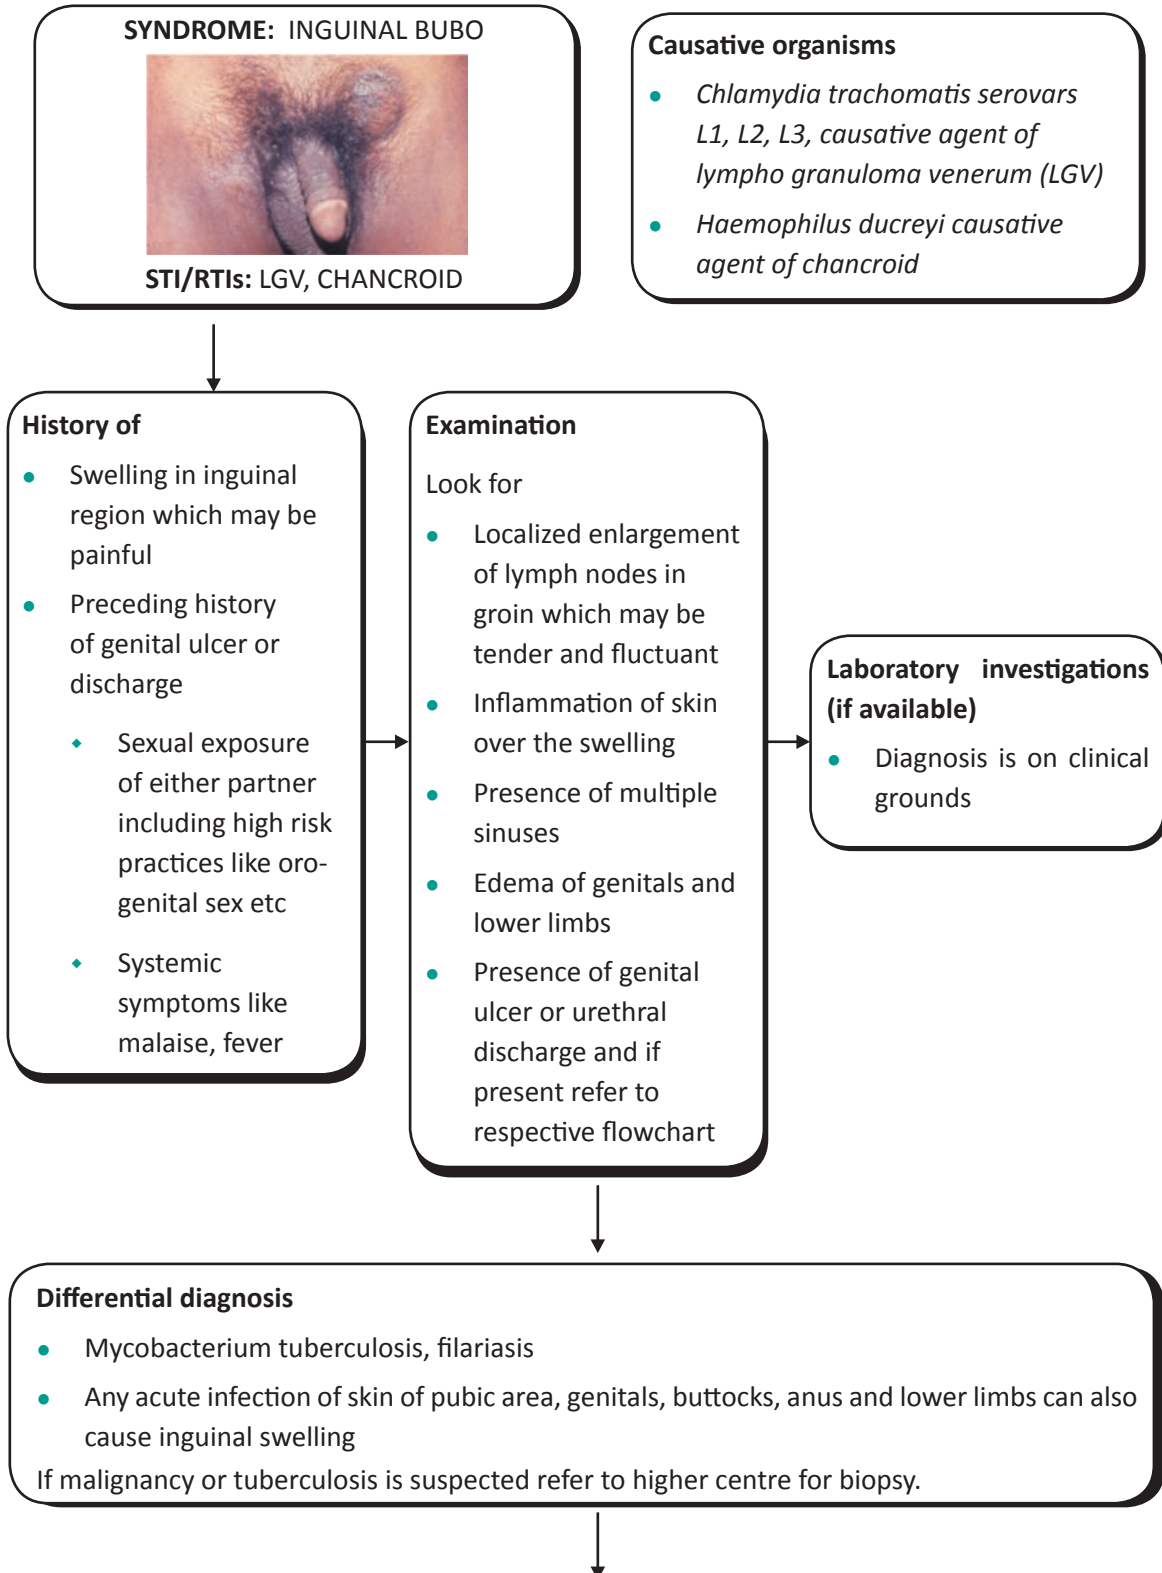 SYNDROME: INGUINAL BUBO
STI/RTIs: LGV, CHANCROID
Causative organisms
● Chlamydia trachomatis serovars
L1, L2, L3, causative agent of
lympho granuloma venerum (LGV)
● Haemophilus ducreyi causative
agent of chancroid
History of
● Swelling in inguinal
region which may be
painful
● Preceding history
of genital ulcer or
discharge
◆ Sexual exposure
of either partner
including high risk
practices like oro-
genital sex etc
◆ Systemic
symptoms like
malaise, fever
Examination
Look for
● Localized enlargement
of lymph nodes in
groin which may be
tender and fluctuant
● Inflammation of skin
over the swelling
● Presence of multiple
sinuses
● Edema of genitals and
lower limbs
● Presence of genital
ulcer or urethral
discharge and if
present refer to
respective flowchart
Laboratory investigations
(if available)
● Diagnosis is on clinical
grounds
Differential diagnosis
● Mycobacterium tuberculosis, filariasis
● Any acute infection of skin of pubic area, genitals, buttocks, anus and lower limbs can also
cause inguinal swelling
If malignancy or tuberculosis is suspected refer to higher centre for biopsy.